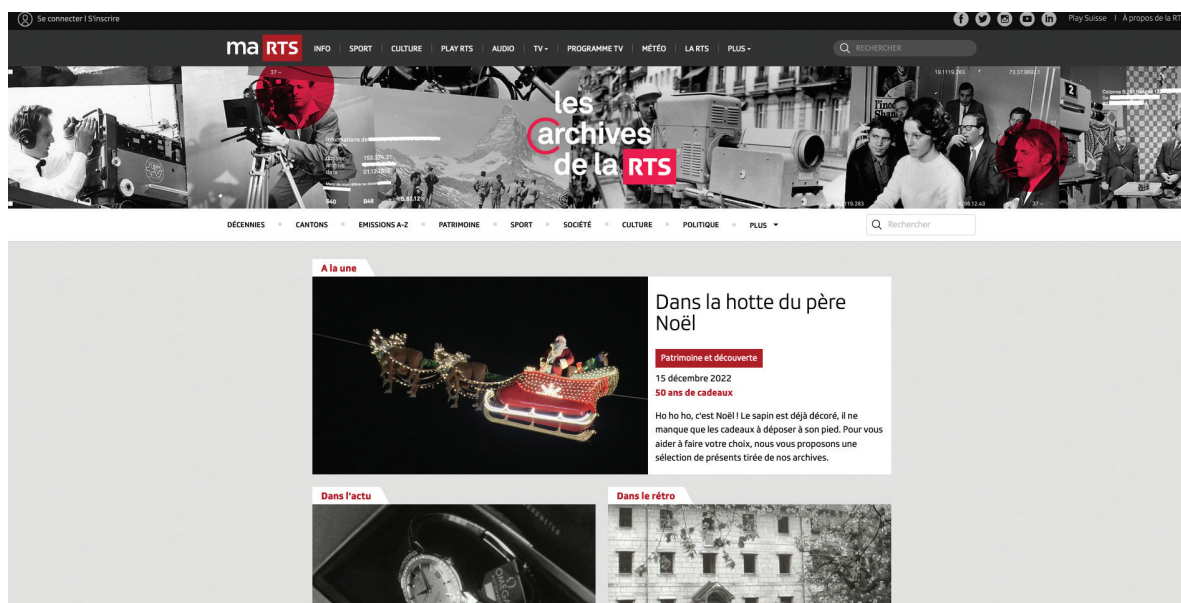 Se connecter I S'inscrire
Play Suisse I À propos de la RT
ma RTS INFO SPORT CULTURE PLAY RTS AUDIO TV PROGRAMME TV MÉTÉO LA RTS PLUS
RECHERCHER
les
archives
de la RTS
DÉCENNIES CANTONS EMISSIONS A-Z PATRIMOINE SPORT SOCIÉTÉ CULTURE POLITIQUE PLUS
Rechercher
A la une
Dans la hotte du père
Noël
Patrimoine et découverte
15 décembre 2022
50 ans de cadeaux
Ho ho ho, c'est Noël ! Le sapin est déjà décoré, il ne
manque que les cadeaux à déposer à son pied. Pour vous
aider à faire votre choix, nous vous proposons une
sélection de présents tirée de nos archives.
Dans l'actu
Dans le rétro
OMEGA